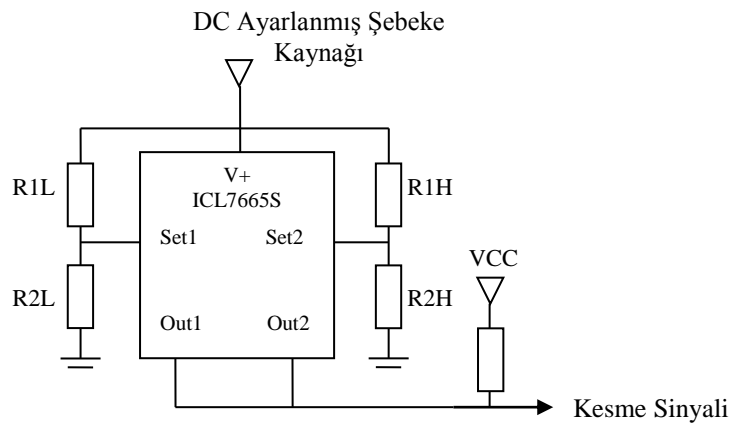 DC Ayarlanmış Şebeke
Kaynağı
V+
R1L
R1H
ICL7665S
Set1
Set2
VCC
R2L
R2H
Out1
Out2
Kesme Sinyali